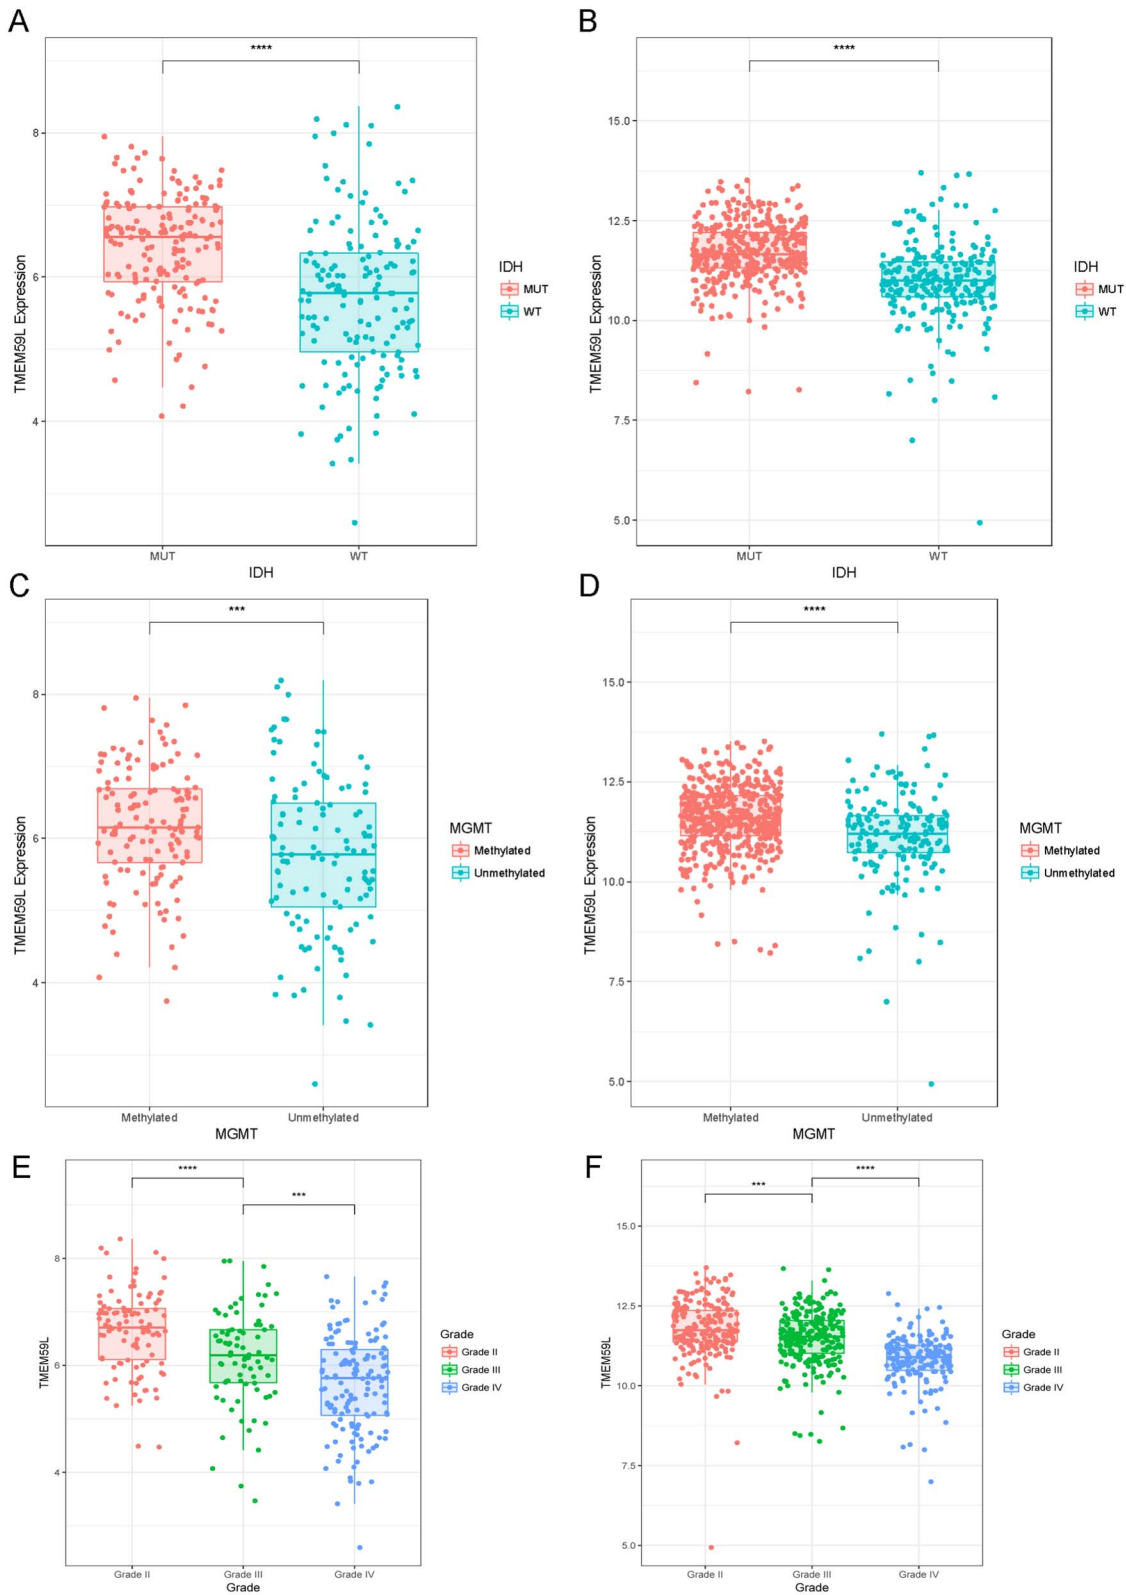 A
B
****
****
8
6
4
15.0
12.5
10.0
7.5
5.0
TMEM59L Expression
TMEM59L Expression
IDH
MUT
WT
IDH
MUT
WT
MUT
WT
MUT
WT
IDH
IDH
C
D
***
****
8
6
4
15.0
12.5
10.0
7.5
5.0
TMEM59L Expression
TMEM59L Expression
MGMT
Methylated
Unmethylated
MGMT
Methylated
Unmethylated
Methylated
Unmethylated
Methylated
Unmethylated
MGMT
MGMT
E
F
****
***
***
****
8
6
4
15.0
12.5
10.0
7.5
5.0
TMEM59L
TMEM59L
Grade
Grade II
Grade III
Grade IV
Grade
Grade II
Grade III
Grade IV
Grade II
Grade III
Grade IV
Grade II
Grade III
Grade IV
Grade
Grade